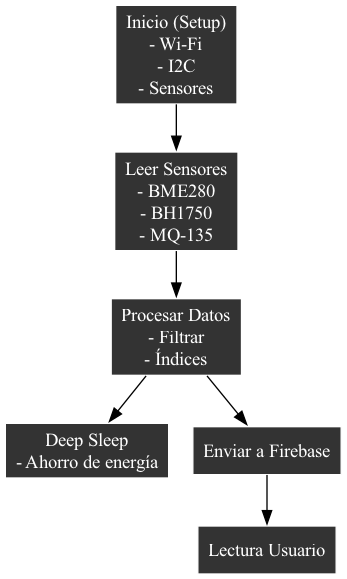 Inicio (Setup)
- Wi-Fi
- I2C
- Sensores
Leer Sensores
- BME280
- BH1750
- MQ-135
Procesar Datos
- Filtrar
- Índices
Deep Sleep
- Ahorro de energía
Enviar a Firebase
Lectura Usuario